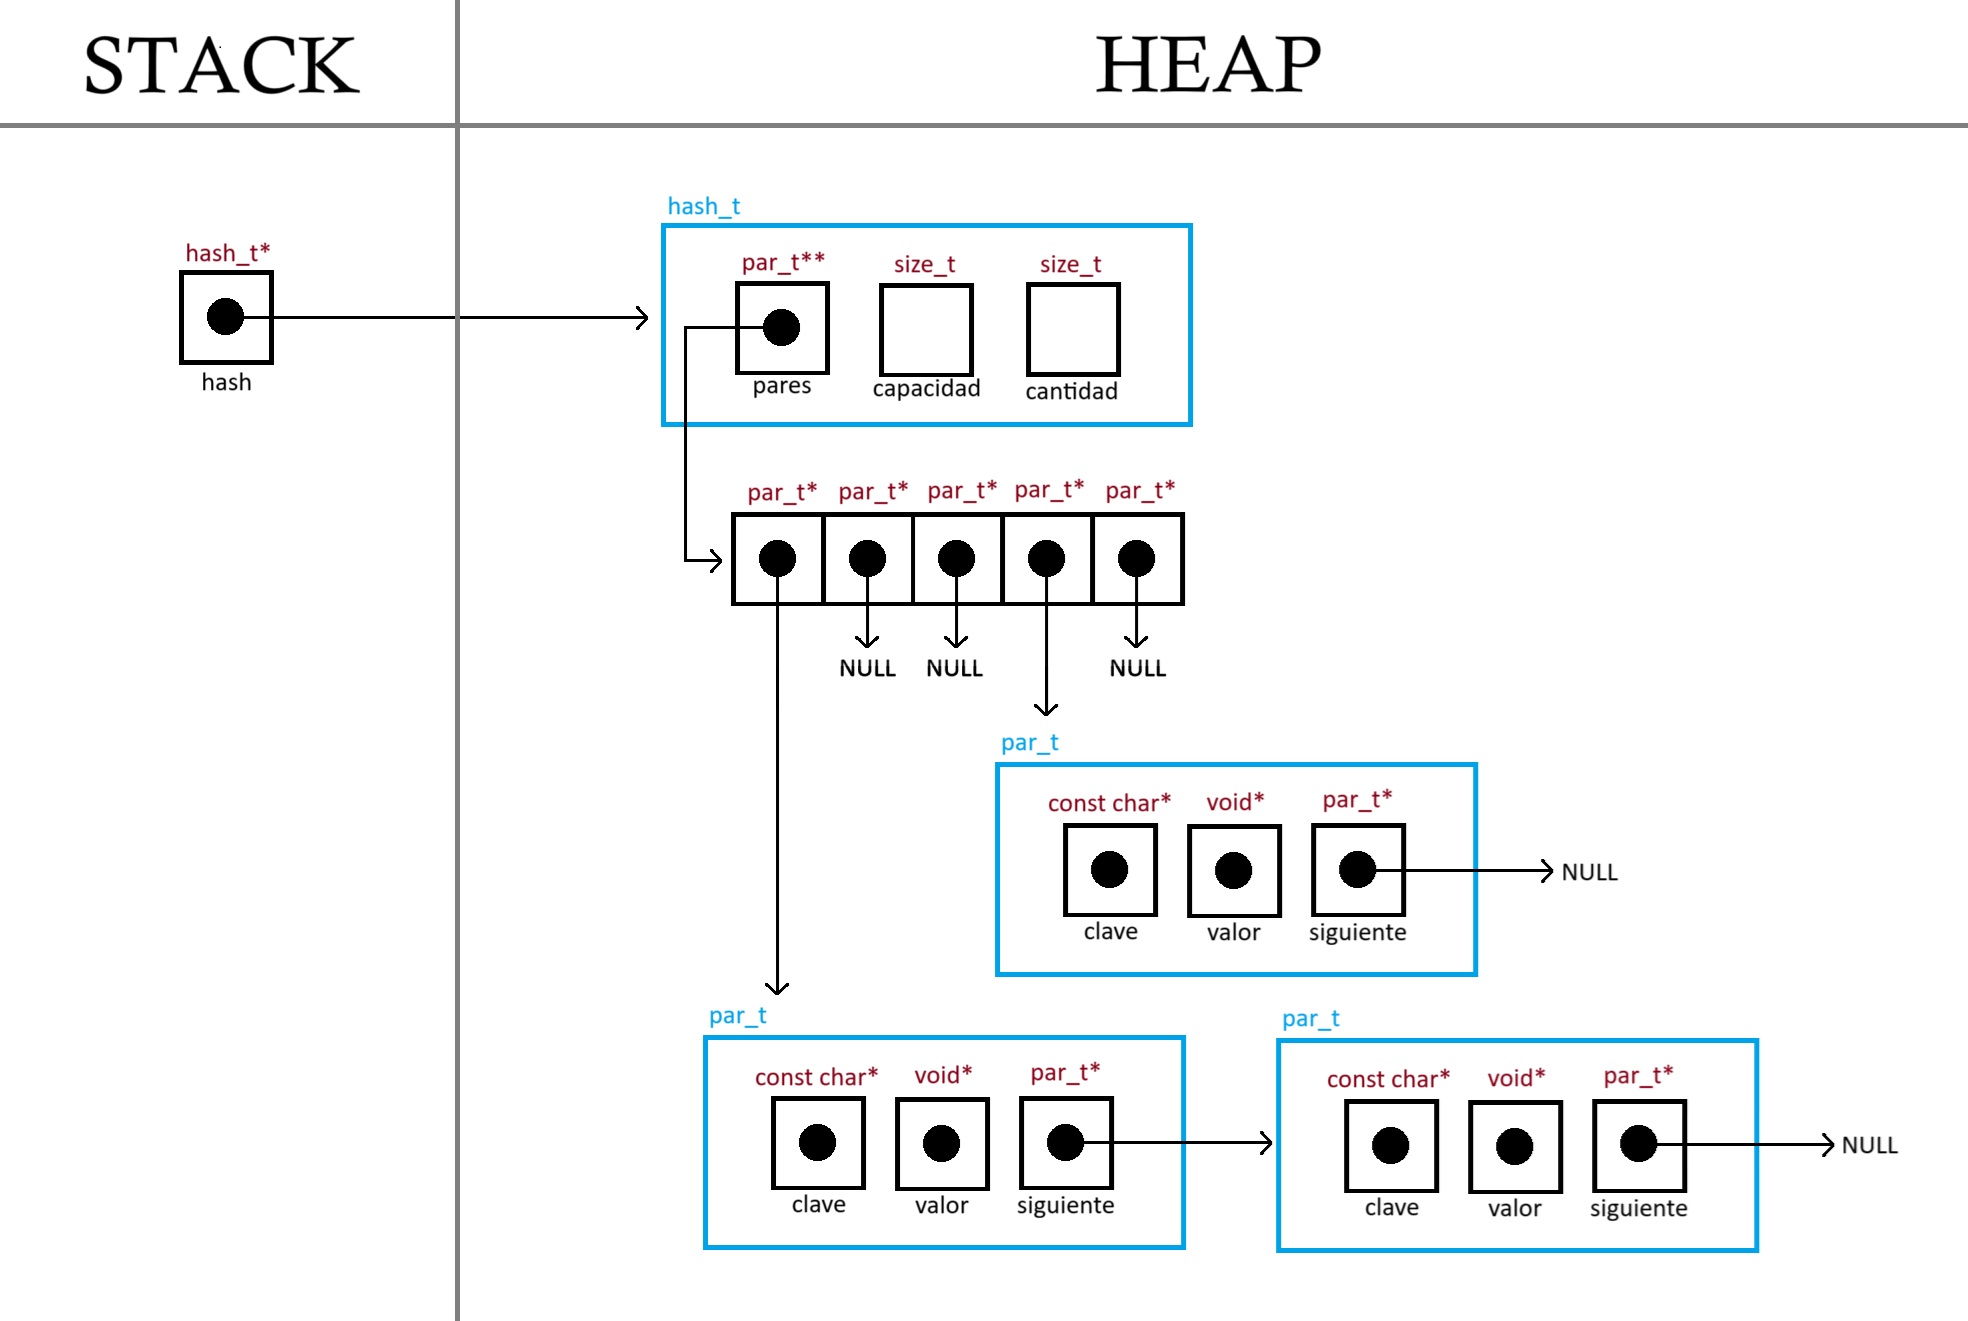 STACK
HEAP
hash_t
hash_t*
par_t** size_t size_t
hash
pares capacidad cantidad
par_t* par_t* par_t* par_t* par_t*
NULL NULL NULL
par_t
const char* void* par_t*
NULL
clave valor siguiente
par_t
const char* void* par_t*
clave valor siguiente
par_t
const char* void* par_t*
NULL
clave valor siguiente